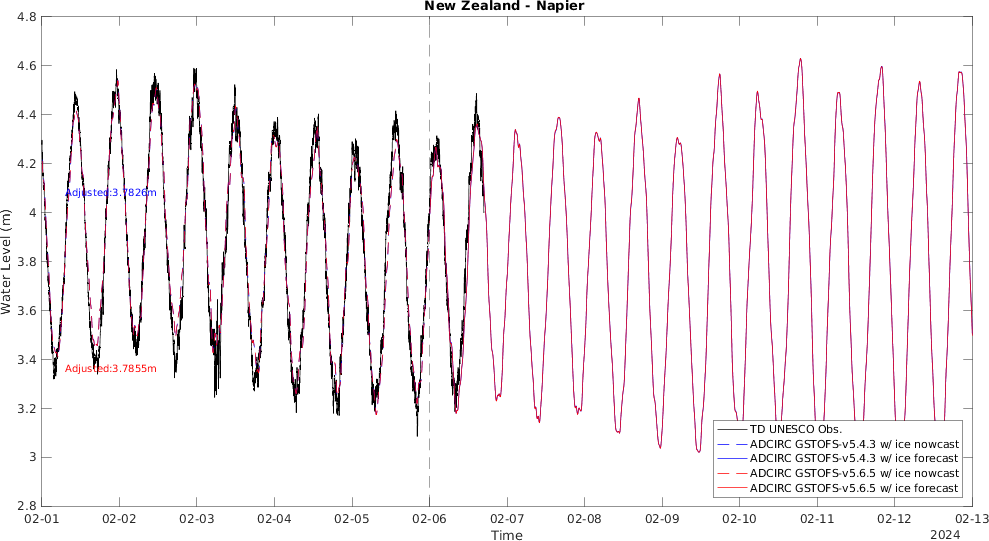 New Zealand - Napier
4.8
4.6
4.4
4.2
4
3.8
3.6
3.4
3.2
3
2.8
Water Level (m)
Adjusted:3.7826m
Adjusted:3.7855m
TD UNESCO Obs.
ADCIRC GSTOFS-v5.4.3 w/ ice nowcast
ADCIRC GSTOFS-v5.4.3 w/ ice forecast
ADCIRC GSTOFS-v5.6.5 w/ ice nowcast
ADCIRC GSTOFS-v5.6.5 w/ ice forecast
02-01 02-02 02-03 02-04 02-05 02-06 02-07 02-08 02-09 02-10 02-11 02-12 02-13
Time
2024